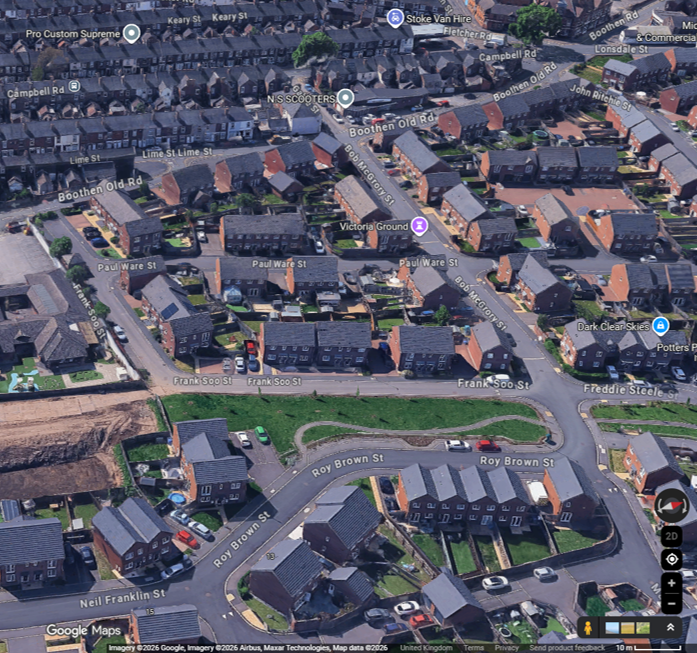 Keary St
Keary St
Stoke Van Hire
Boothen Rd
Pro Custom Supreme
Fletcher Rd
& Commercia
Lonsdale St
Campbell Rd
Campbell Rd
Boothen Old Rd
John Ritchie St
N S SCOOTERS
Boothen Old Rd
Lime St
Lime St
Lime St
Bob McGrory St
Boothen Old Rd
Victoria Ground
Paul Ware St
Paul Ware St
Paul Ware St
Bob McGrory St
Frank Soo St
Dark Clear Skies
Potters P
Frank Soo St
Frank Soo St
Frank Soo St
Freddie Steele
Roy Brown St
Roy Brown St
Roy Brown St
13
2D
Neil Franklin St
15
Google Maps
Imagery ©2026 Google, Imagery ©2026 Airbus, Maxar Technologies, Map data ©2026 United Kingdom Terms Privacy Send product feedback 10 m